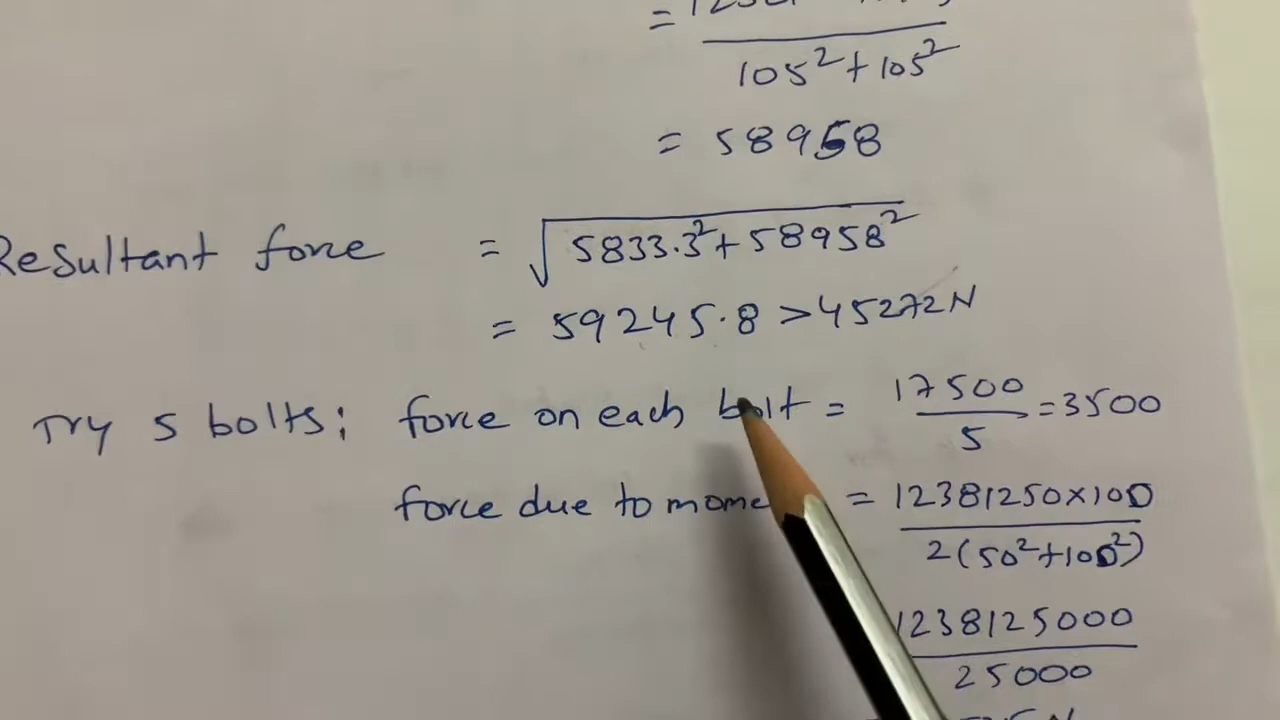 =
105² + 105²
= 58958
Resultant force = √5833.3² + 58958²
= 59245.8 > 45272N
Try 5 bolts; force on each bolt = 17500/5 = 3500
force due to = 12381250×100
2(50²+100²)
1238125000
25000